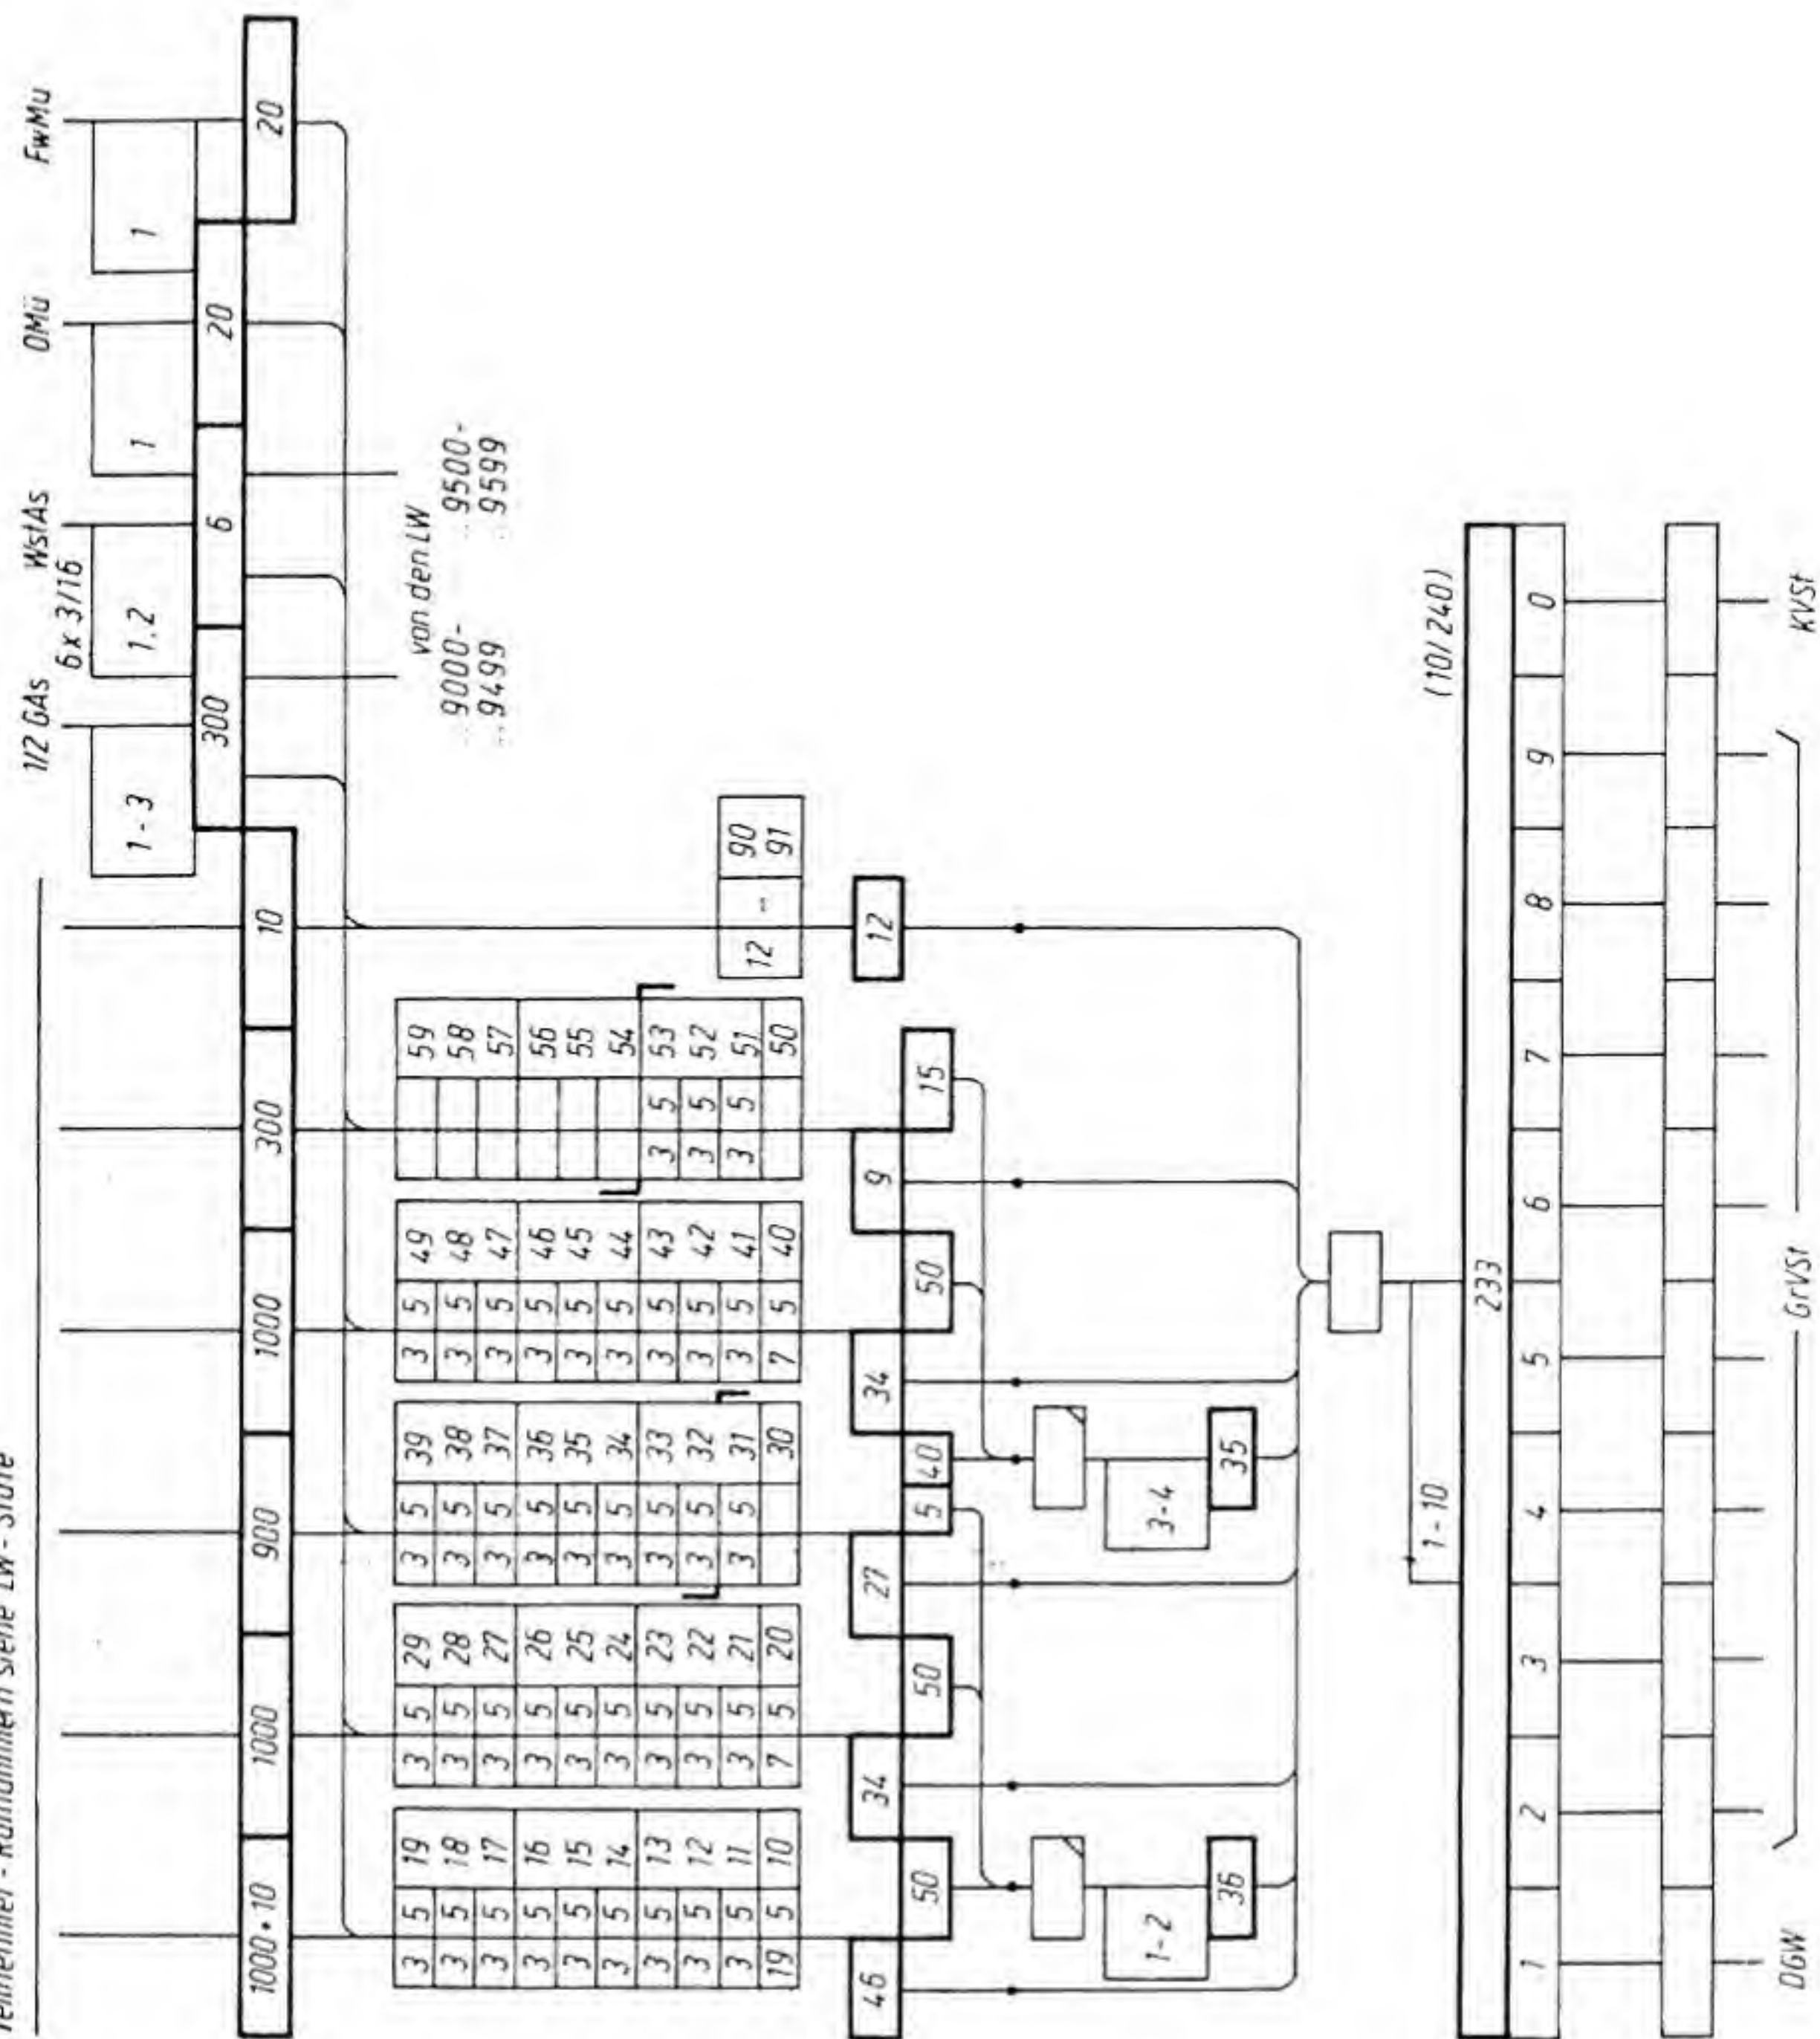 Teilnehmer - Rufnummern siehe LW - Stufe
1/2 GAs
WstAs
OMü
FwMü
6 x 3/16
1 - 3
1.2
1
1
300
6
20
20
1000 + 10
1000
900
1000
300
10
von den LW
..9000-
..9499
..9500-
..9599
3 5 19
3 5 18
3 5 17
3 5 16
3 5 15
3 5 14
3 5 13
3 5 12
3 5 11
19 5 10
3 5 29
3 5 28
3 5 27
3 5 26
3 5 25
3 5 24
3 5 23
3 5 22
3 5 21
7 5 20
3 5 39
3 5 38
3 5 37
3 5 36
3 5 35
3 5 34
3 5 33
3 5 32
3 5 31
30
3 5 49
3 5 48
3 5 47
3 5 46
3 5 45
3 5 44
3 5 43
3 5 42
3 5 41
7 5 40
59
58
57
56
55
54
3 5 53
3 5 52
3 5 51
50
12 -- 90
91
46
34
27
34
9
12
50
50
5
40
50
15
1-2
36
3-4
35
1 - 10
233
(10/240)
1 2 3 4 5 6 7 8 9 0
OGW
GrVSt
KVSt